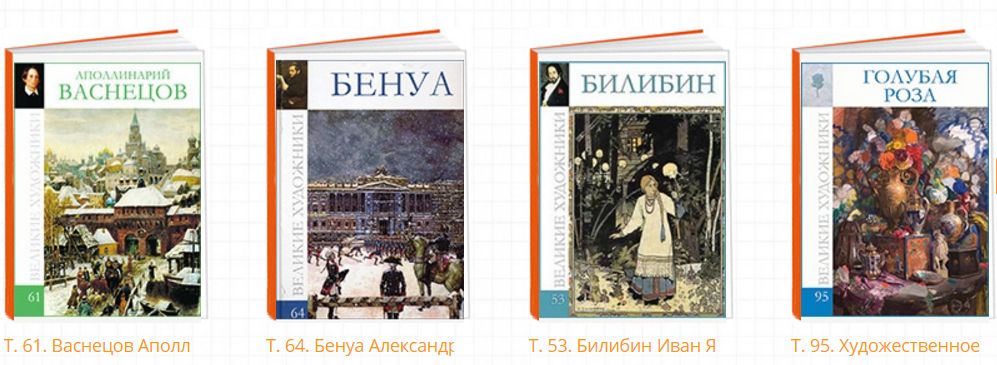 АПОЛЛИНАРИЙ
ВАСНЕЦОВ
ВЕЛИКИЕ ХУДОЖНИКИ
61
Т. 61. Васнецов Аполл
БЕНУА
ВЕЛИКИЕ ХУДОЖНИКИ
64
Т. 64. Бенуа Александр
БИЛИБИН
ВЕЛИКИЕ ХУДОЖНИКИ
53
Т. 53. Билибин Иван Я
ГОЛУБАЯ
РОЗА
ВЕЛИКИЕ ХУДОЖНИКИ
95
Т. 95. Художественное